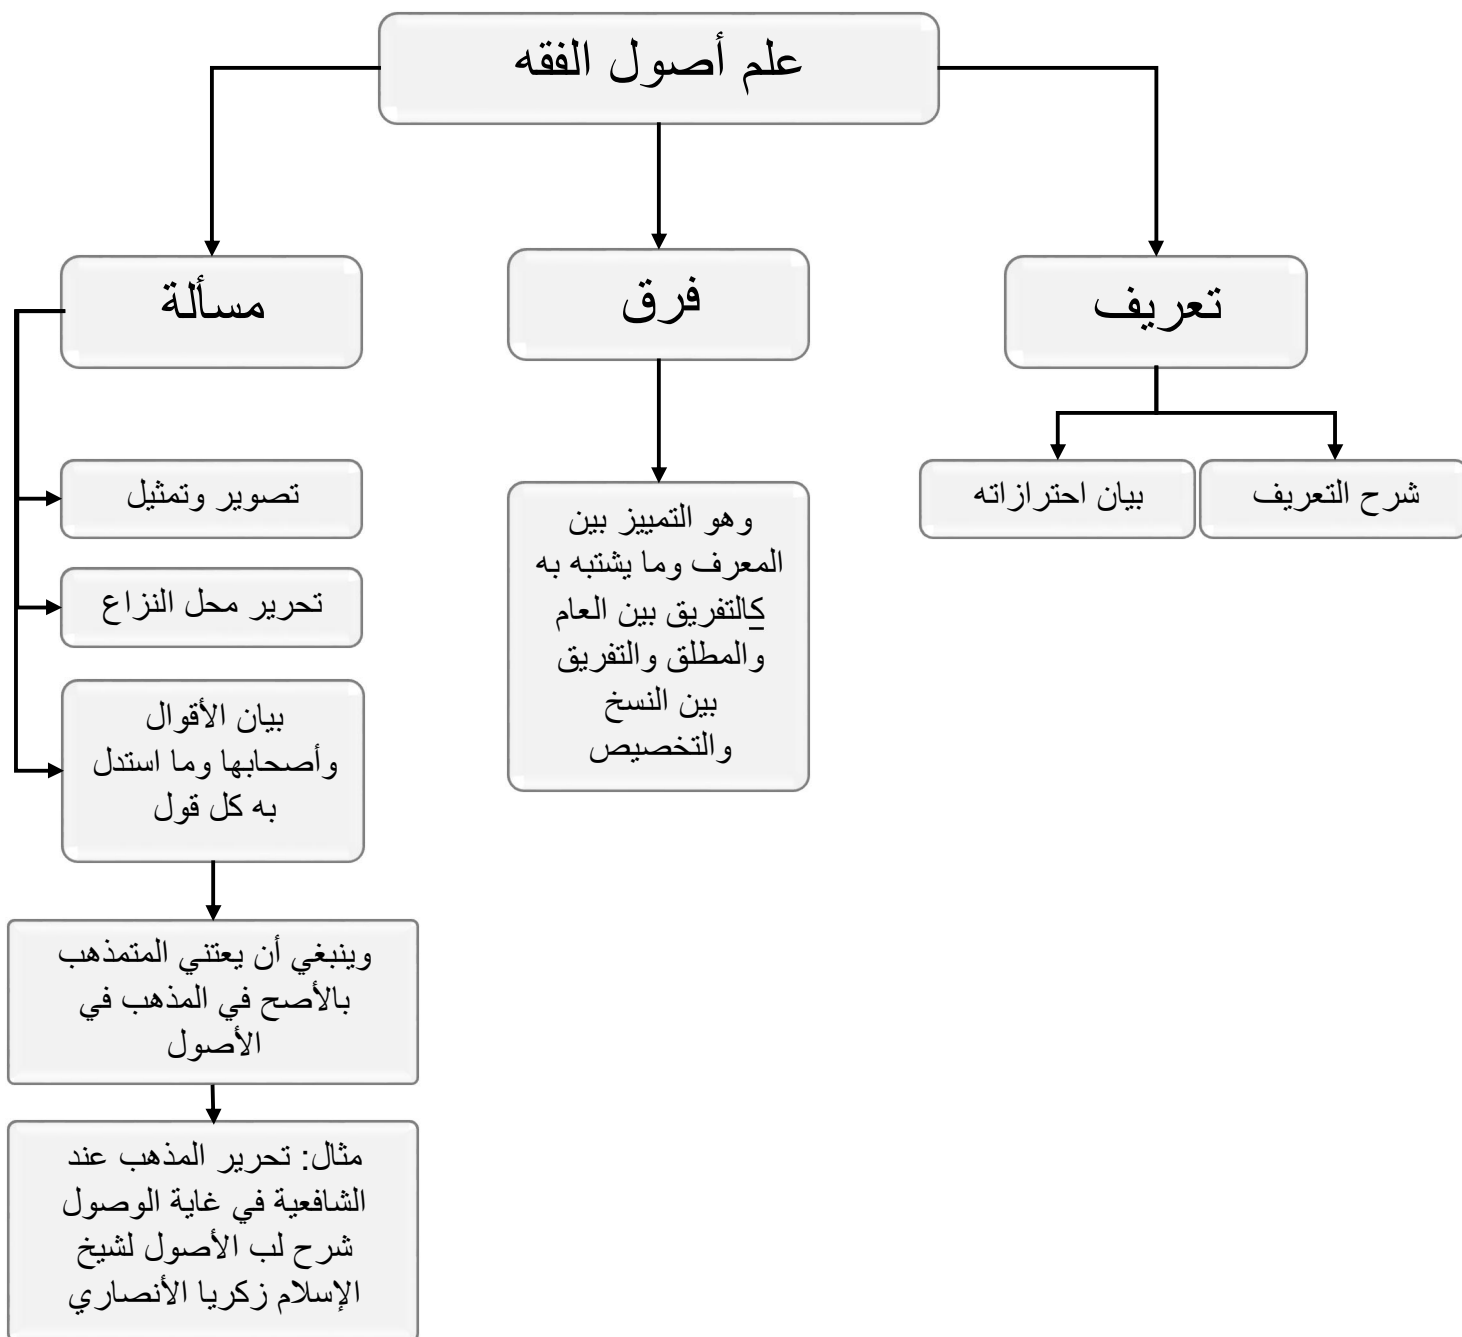 علم أصول الفقه
تعريف
شرح التعريف
بيان احترازاته
فرق
وهو التمييز بين
المعرف وما يشتبه به
كالتفريق بين العام
والمطلق والتفريق
بين النسخ
والتخصيص
مسألة
تصوير وتمثيل
تحرير محل النزاع
بيان الأقوال
وأصحابها وما استدل
به كل قول
وينبغي أن يعتني المتمذهب
بالأصح في المذهب في
الأصول
مثال: تحرير المذهب عند
الشافعية في غاية الوصول
شرح لب الأصول لشيخ
الإسلام زكريا الأنصاري